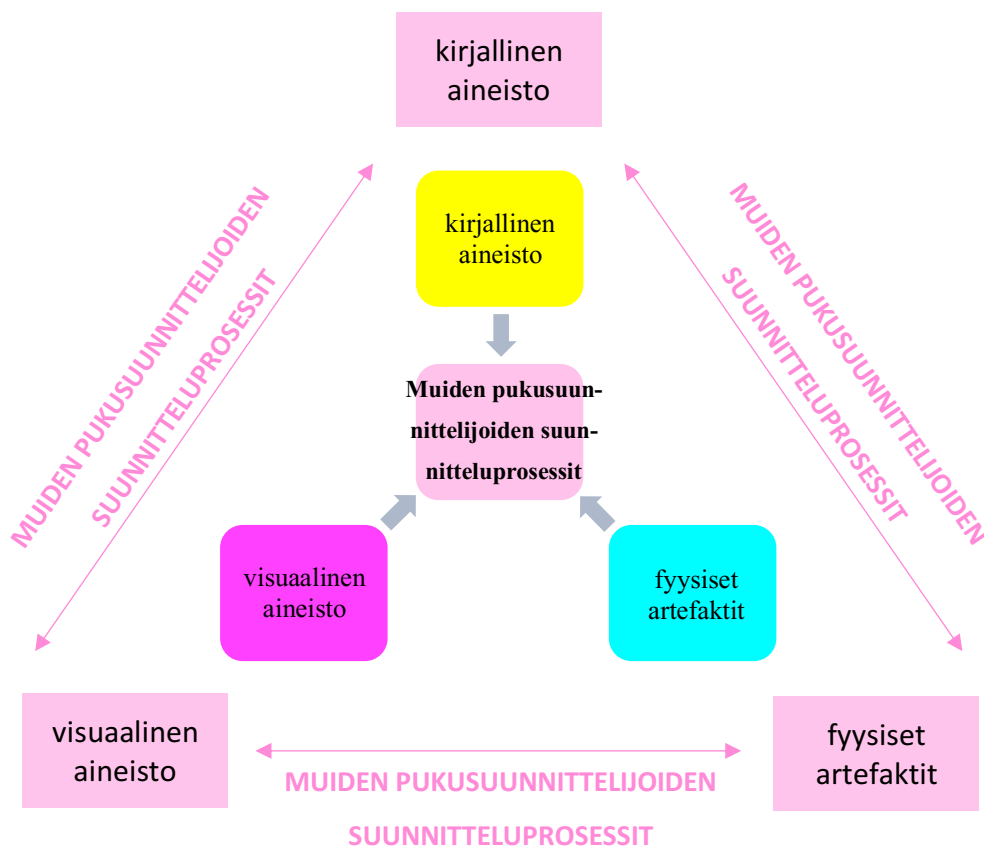 kirjallinen
aineisto
MUIDEN PUKUSUUNNITTELIJOIDEN
SUUNNITTELUPROSESSIT
MUIDEN PUKUSUUNNITTELIJOIDEN
SUUNNITTELUPROSESSIT
kirjallinen
aineisto
Muiden pukusuun-
nittelijoiden suun-
nitteluprosessit
visuaalinen
aineisto
fyysiset
artefaktit
visuaalinen
aineisto
fyysiset
artefaktit
MUIDEN PUKUSUUNNITTELIJOIDEN
SUUNNITTELUPROSESSIT